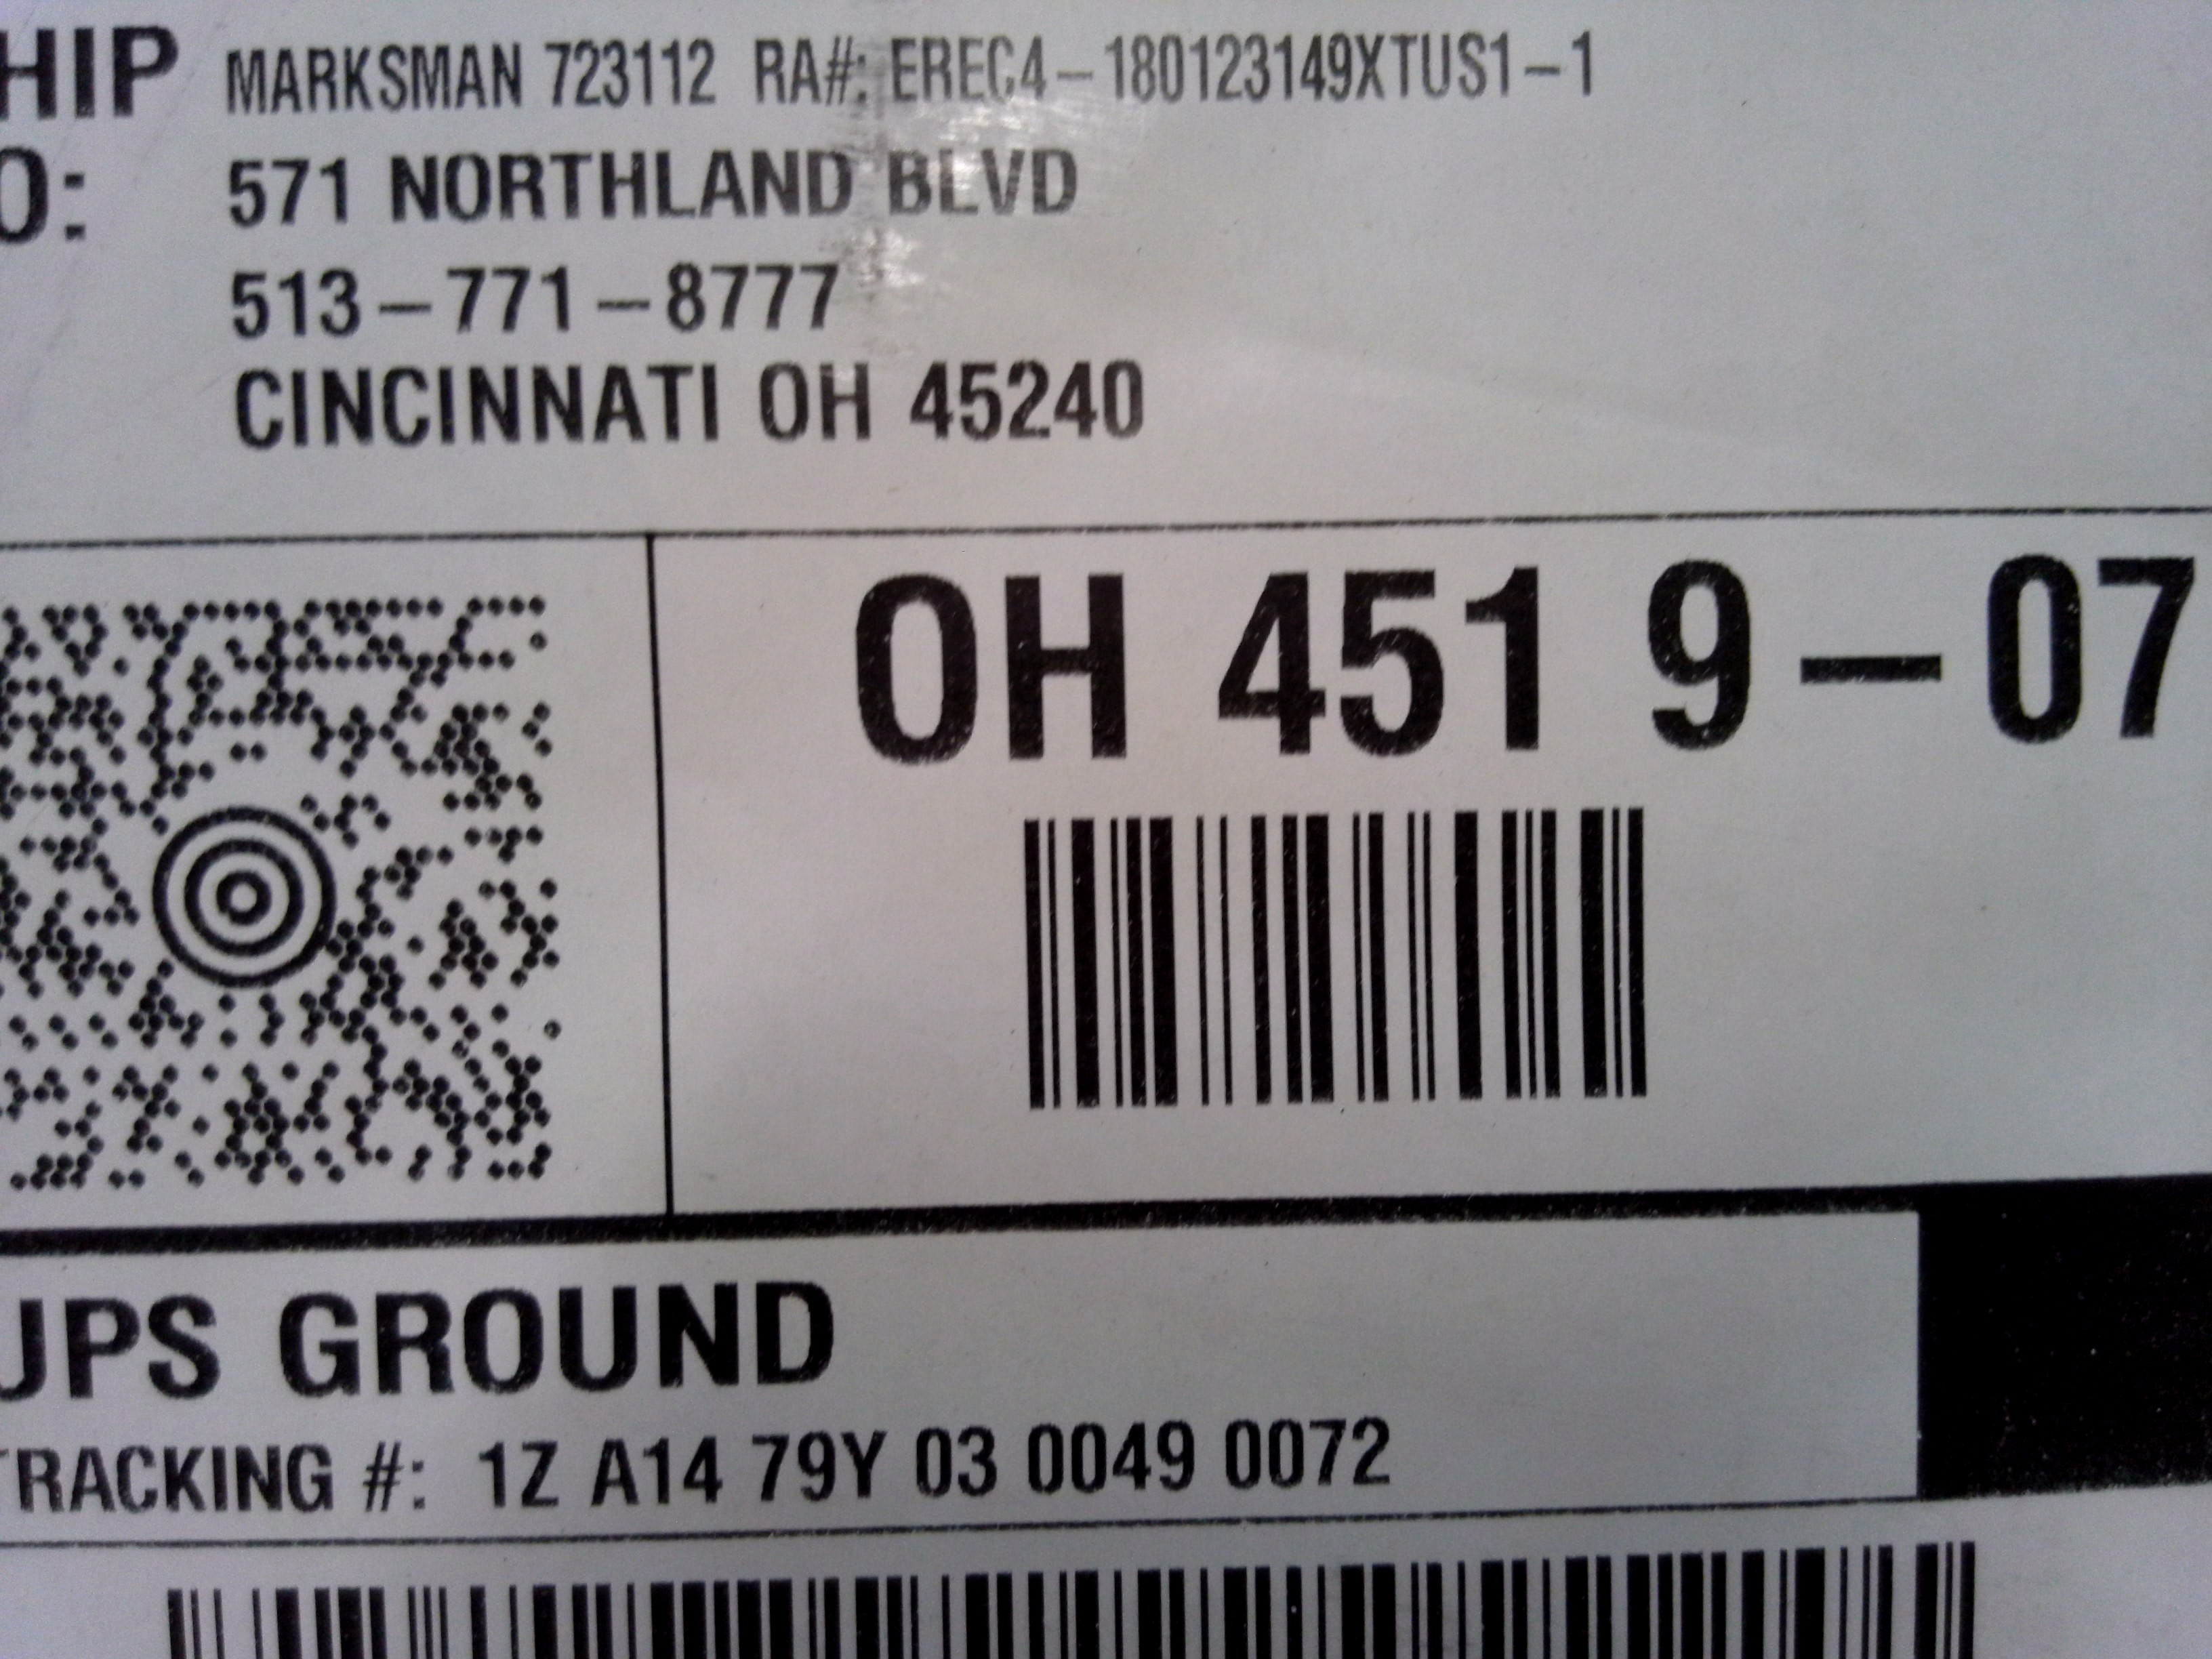 HIP MARKSMAN 723112 RA#: EREC4-180123149XTUS1-1
O: 571 NORTHLAND BLVD
513-771-8777
CINCINNATI OH 45240
OH 451 9-07
UPS GROUND
TRACKING #: 1Z A14 79Y 03 0049 0072